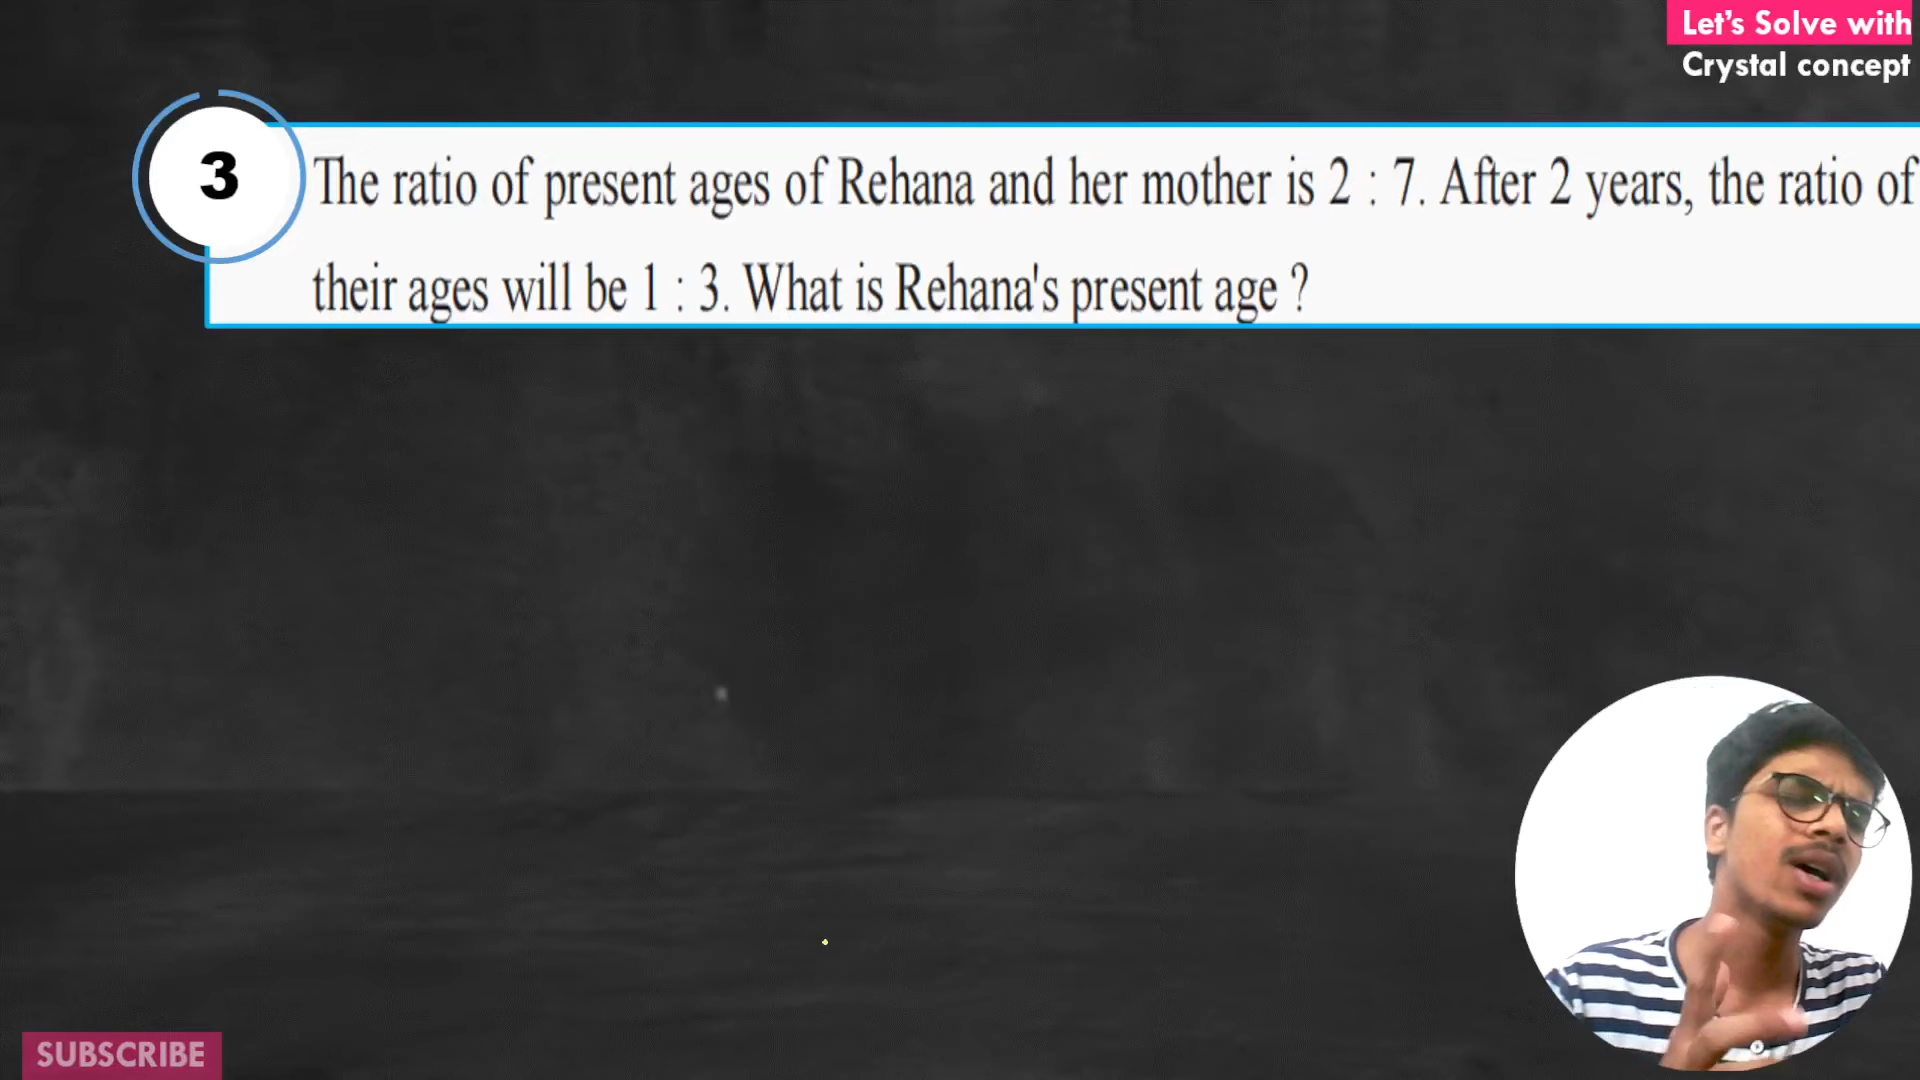 Let's Solve with
Crystal concept
3
The ratio of present ages of Rehana and her mother is 2 : 7. After 2 years, the ratio of
their ages will be 1 : 3. What is Rehana's present age ?
SUBSCRIBE